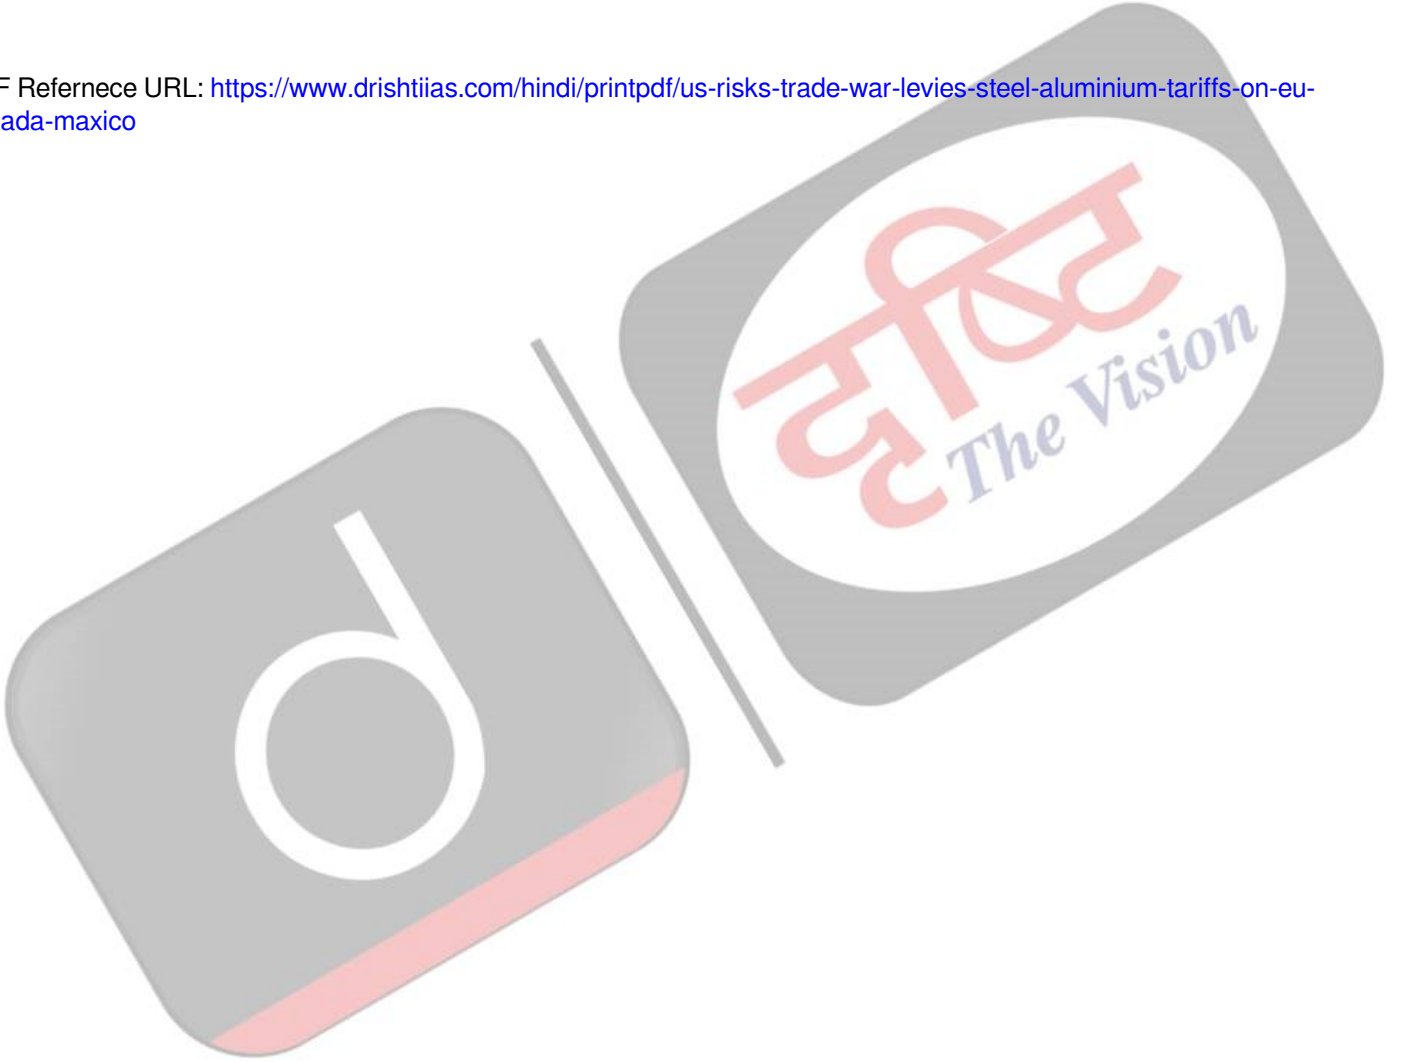 F Refernece URL: https://www.drishtiias.com/hindi/printpdf/us-risks-trade-war-levies-steel-aluminium-tariffs-on-eu-
ada-maxico
दृष्टि
The Vision
d